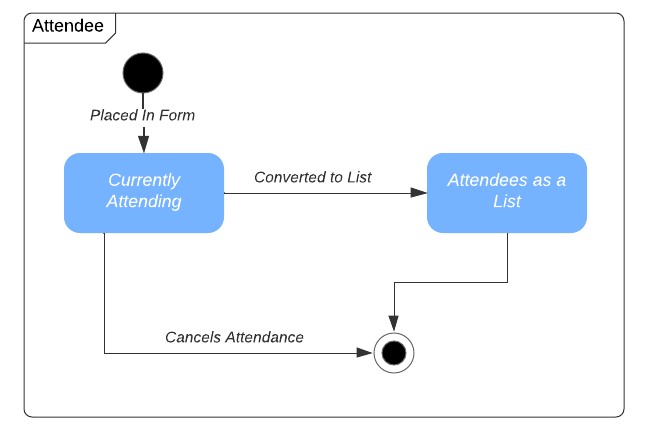 Attendee
Placed In Form
Currently
Attending
Converted to List
Attendees as a
List
Cancels Attendance